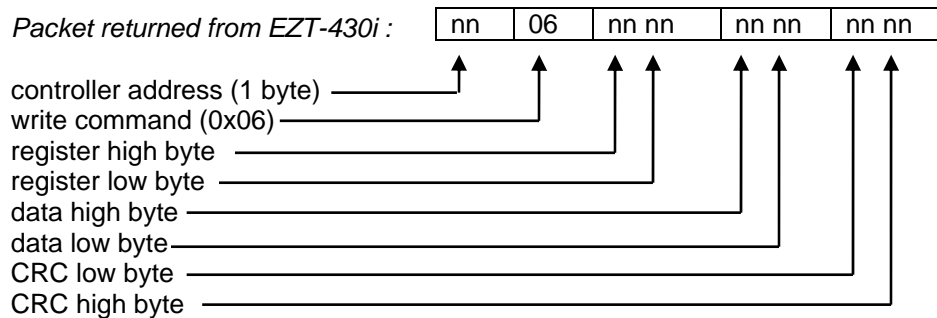 Packet returned from EZT-430i : nn 06 nn nn nn nn nn nn
controller address (1 byte)
write command (0x06)
register high byte
register low byte
data high byte
data low byte
CRC low byte
CRC high byte